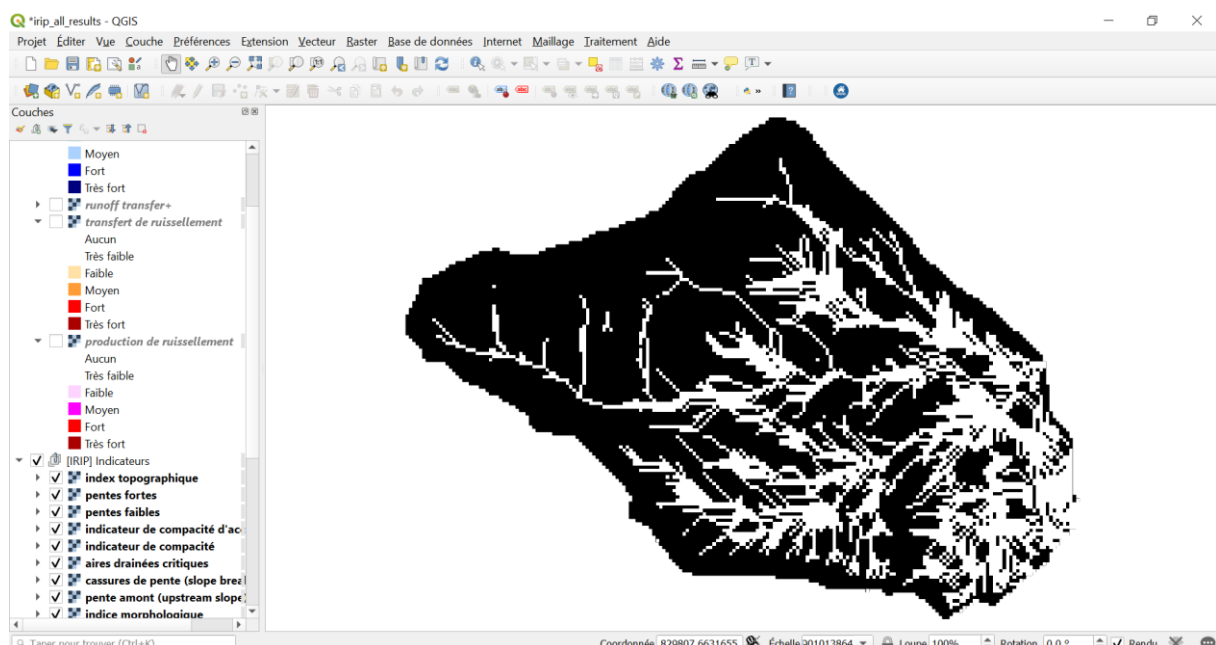 *irip_all_results - QGIS
Projet Éditer Vue Couche Préférences Extension Vecteur Raster Base de données Internet Maillage Traitement Aide
Couches
Moyen
Fort
Très fort
runoff transfer+
transfert de ruissellement
Aucun
Très faible
Faible
Moyen
Fort
Très fort
production de ruissellement
Aucun
Très faible
Faible
Moyen
Fort
Très fort
[IRIP] Indicateurs
index topographique
pentes fortes
pentes faibles
indicateur de compacité d'acc
indicateur de compacité
aires drainées critiques
cassures de pente (slope brea
pente amont (upstream slope)
indice morphologique
Taper pour trouver (Ctrl+K)
Coordonnée 829807,6631655 Échelle 901013864 Loupe 100% Rotation 0,0 ° Rendu